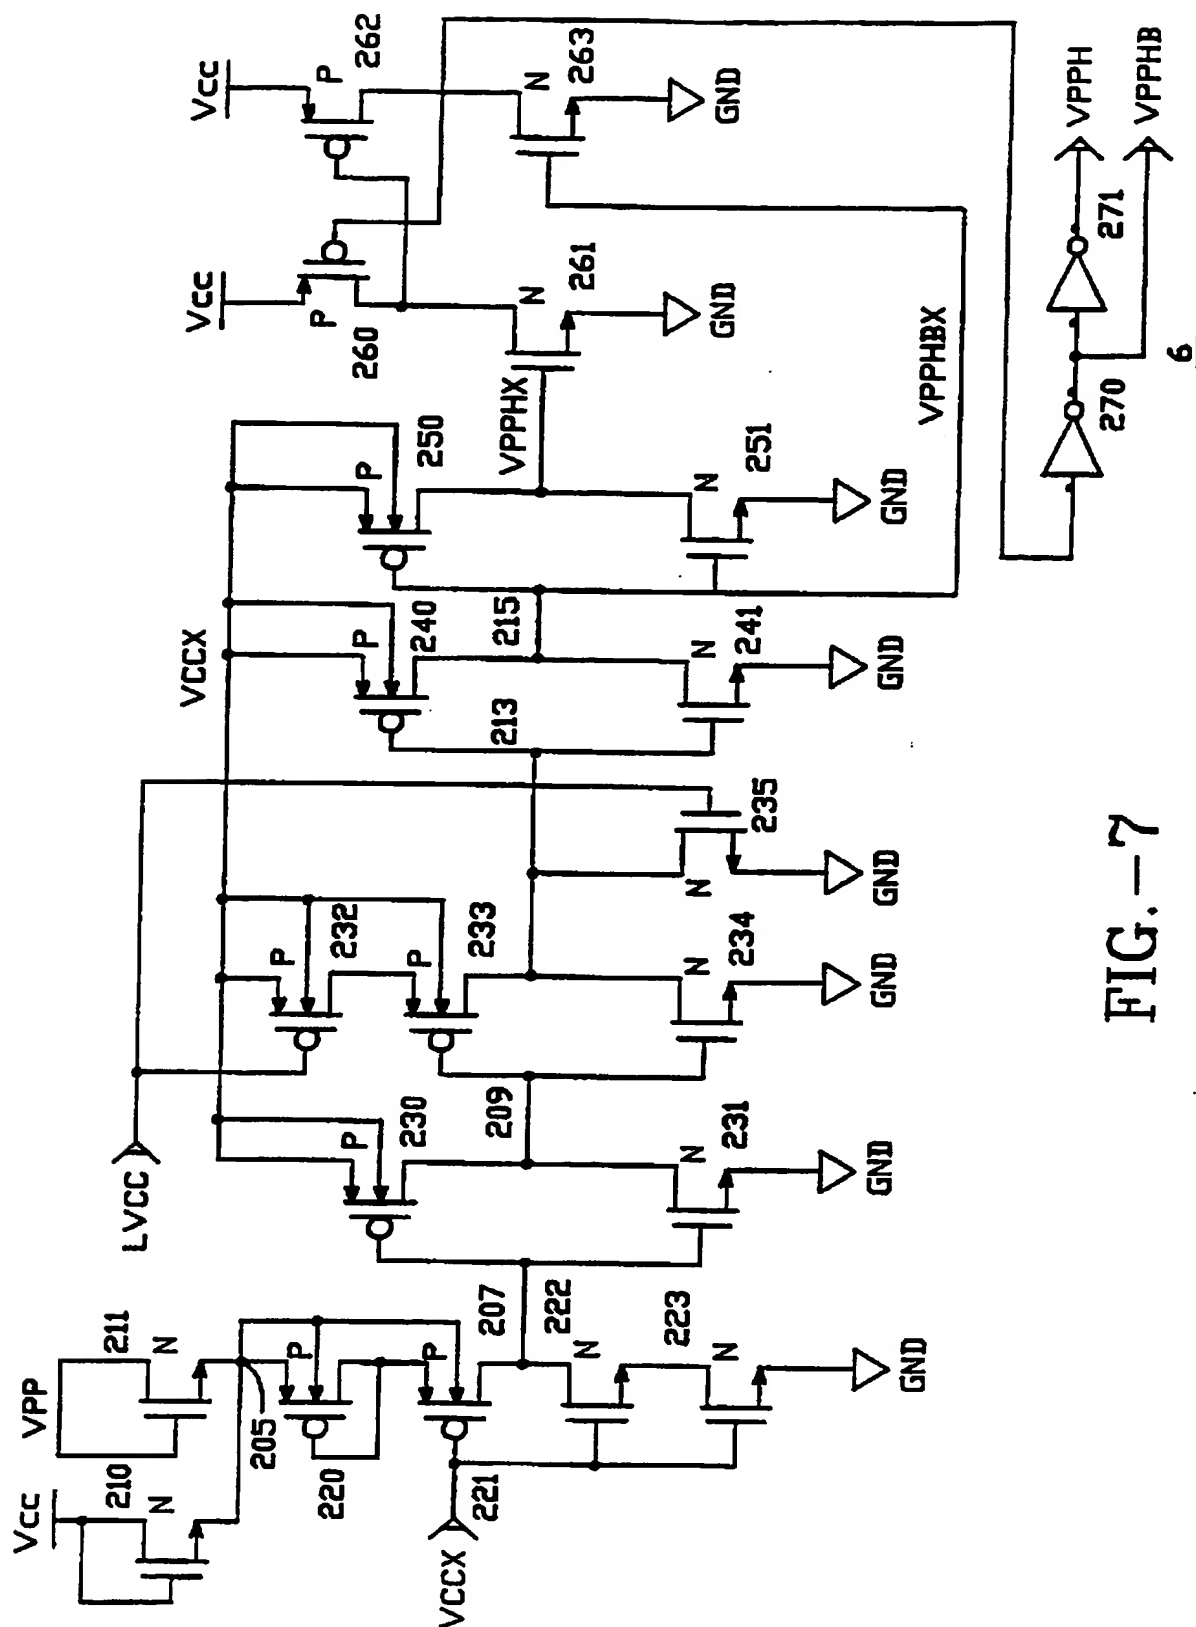 Vcc
210
N
VPP
211
N
205
220
P
P
VCCX
221
207
222
N
223
N
GND
LVCC
P
230
209
N
231
GND
P
232
P
233
N
234
GND
N
235
GND
VCCX
P
240
213
215
N
241
GND
P
250
VPPHX
N
251
GND
VPPHBX
Vcc
P
260
N
261
GND
Vcc
P
262
N
263
GND
270
271
VPPH
VPPHB
6
FIG.-7